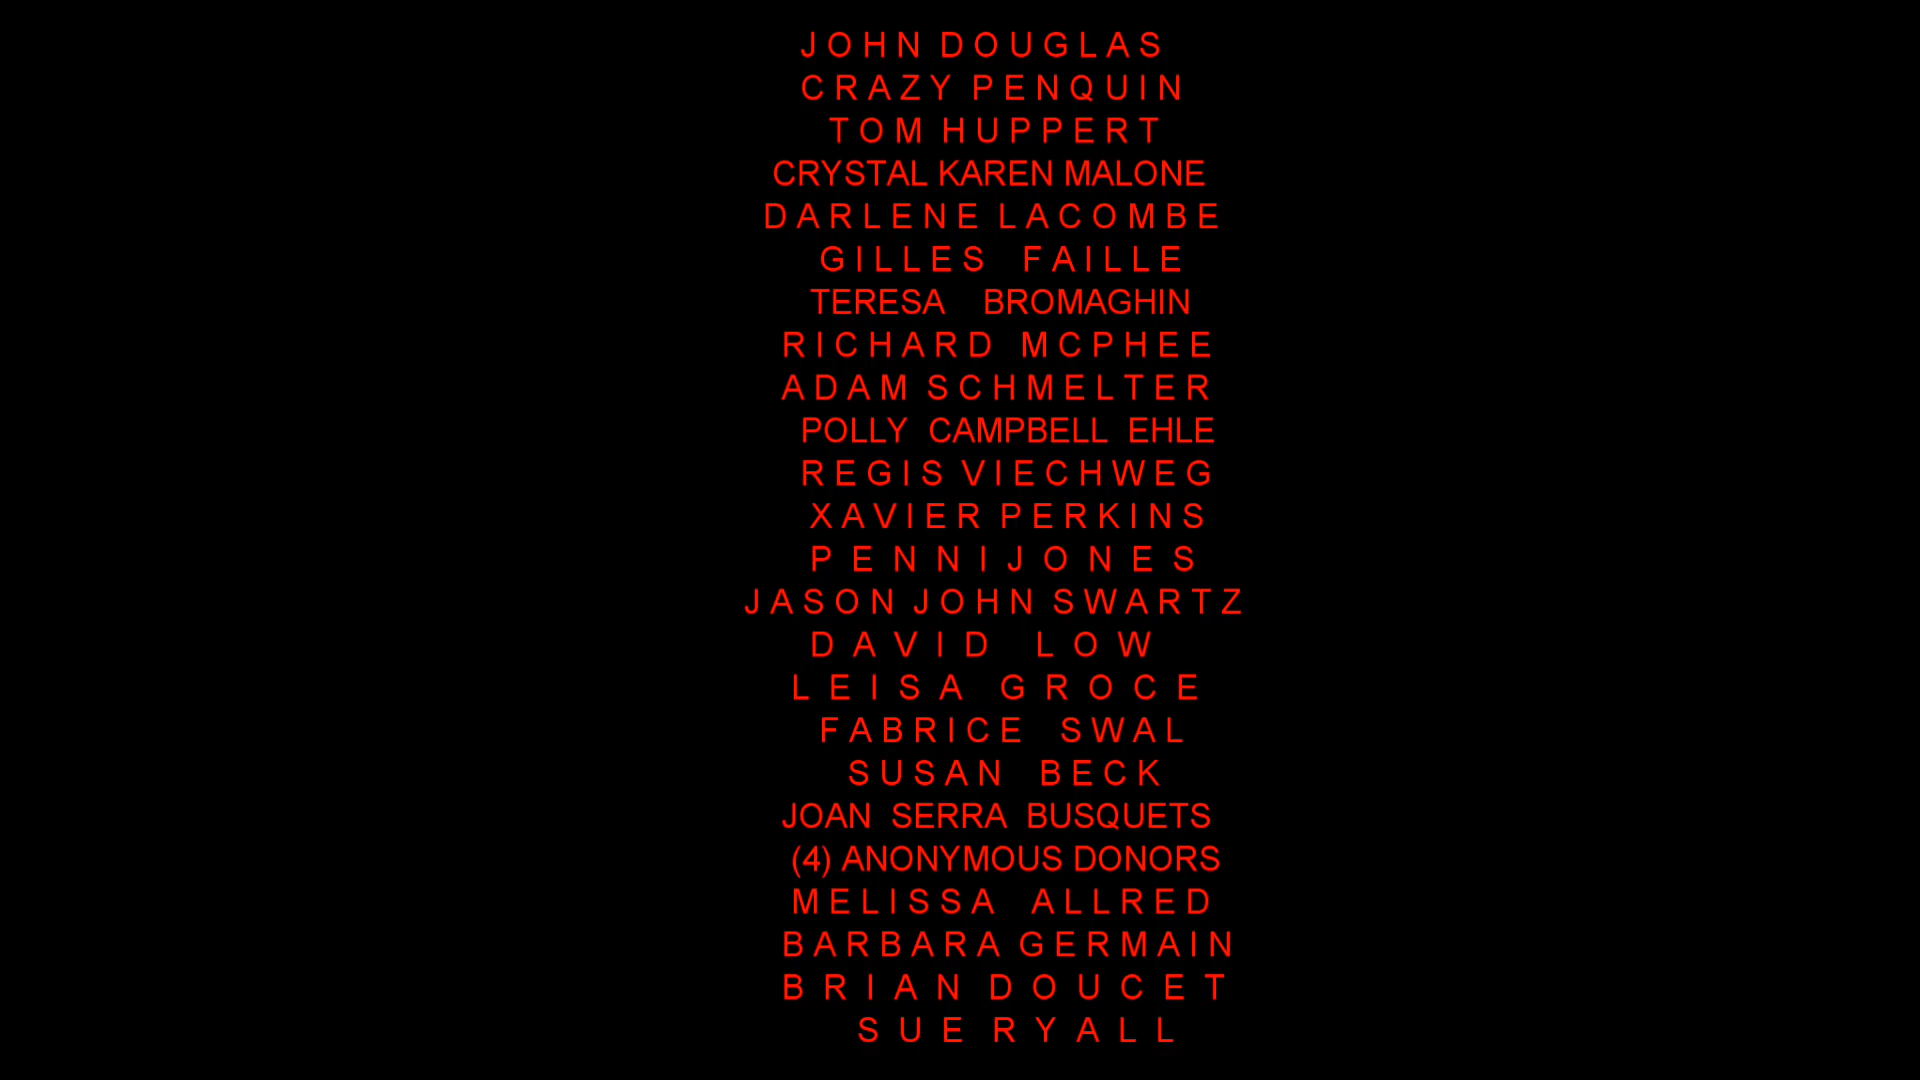 JOHN DOUGLAS
CRAZY PENQUIN
TOM HUPPERT
CRYSTAL KAREN MALONE
DARLENE LACOMBE
GILLES FAILLE
TERESA BROMAGHIN
RICHARD MCPHEE
ADAM SCHMELTER
POLLY CAMPBELL EHLE
REGIS VIECHWEG
XAVIER PERKINS
PENNIJONES
JASON JOHN SWARTZ
DAVID LOW
LEISA GROCE
FABRICE SWAL
SUSAN BECK
JOAN SERRA BUSQUETS
(4) ANONYMOUS DONORS
MELISSA ALLRED
BARBARA GERMAIN
BRIAN DOUCET
SUE RYALL